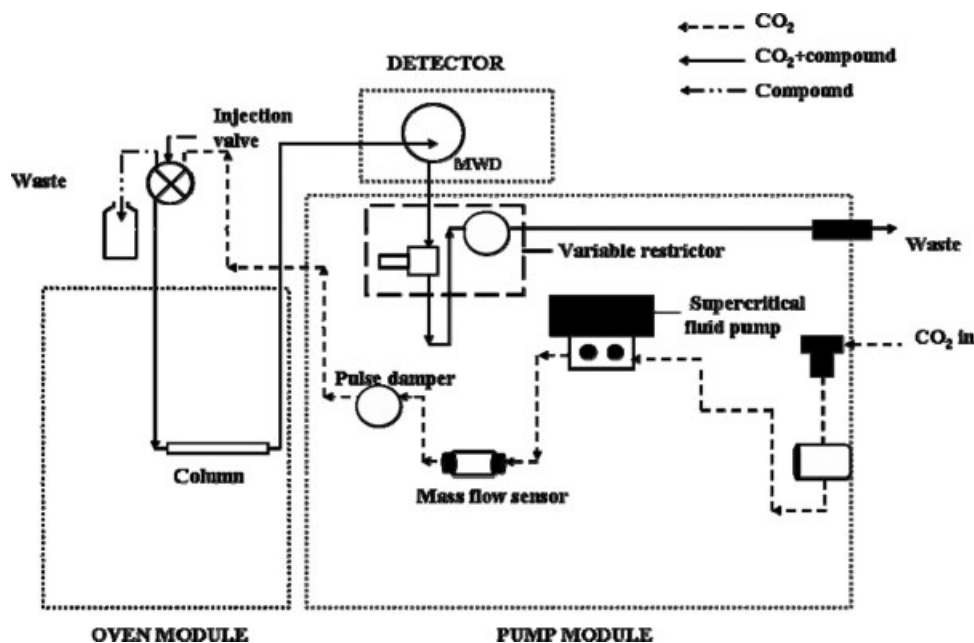 CO₂
CO₂+compound
Compound
DETECTOR
Injection
valve
MWD
Waste
Variable restrictor
Waste
Supercritical
fluid pump
CO₂ in
Pulse damper
Column
Mass flow sensor
OVEN MODULE
PUMP MODULE